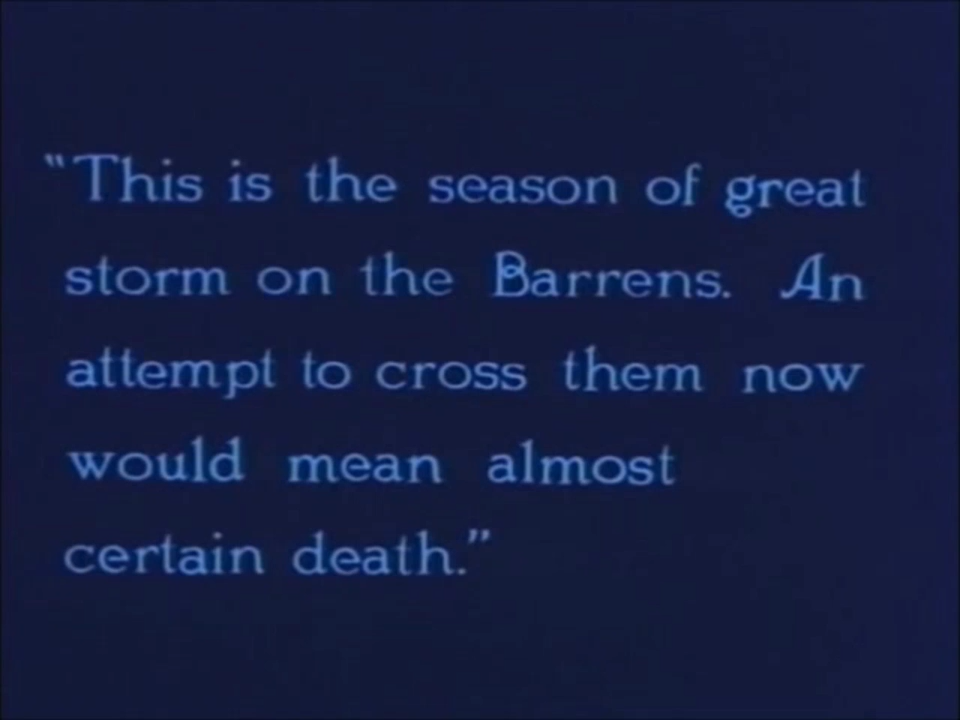 "This is the season of great
storm on the Barrens. An
attempt to cross them now
would mean almost
certain death."